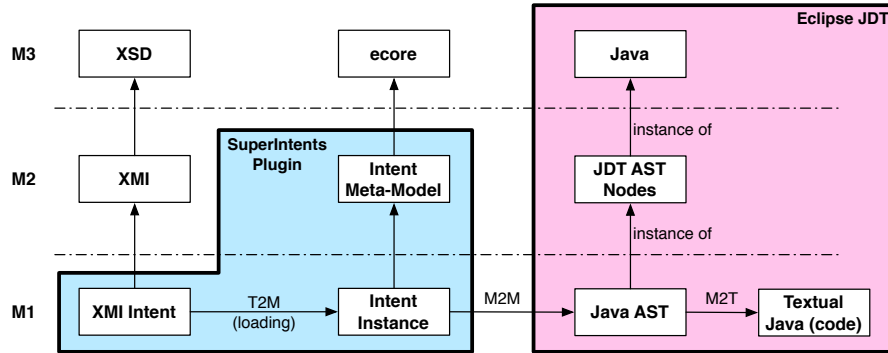 Eclipse JDT
M3
XSD
ecore
Java
SuperIntents
Plugin
instance of
M2
XMI
Intent
Meta-Model
JDT AST
Nodes
instance of
M1
XMI Intent
T2M
(loading)
Intent
Instance
M2M
Java AST
M2T
Textual
Java (code)